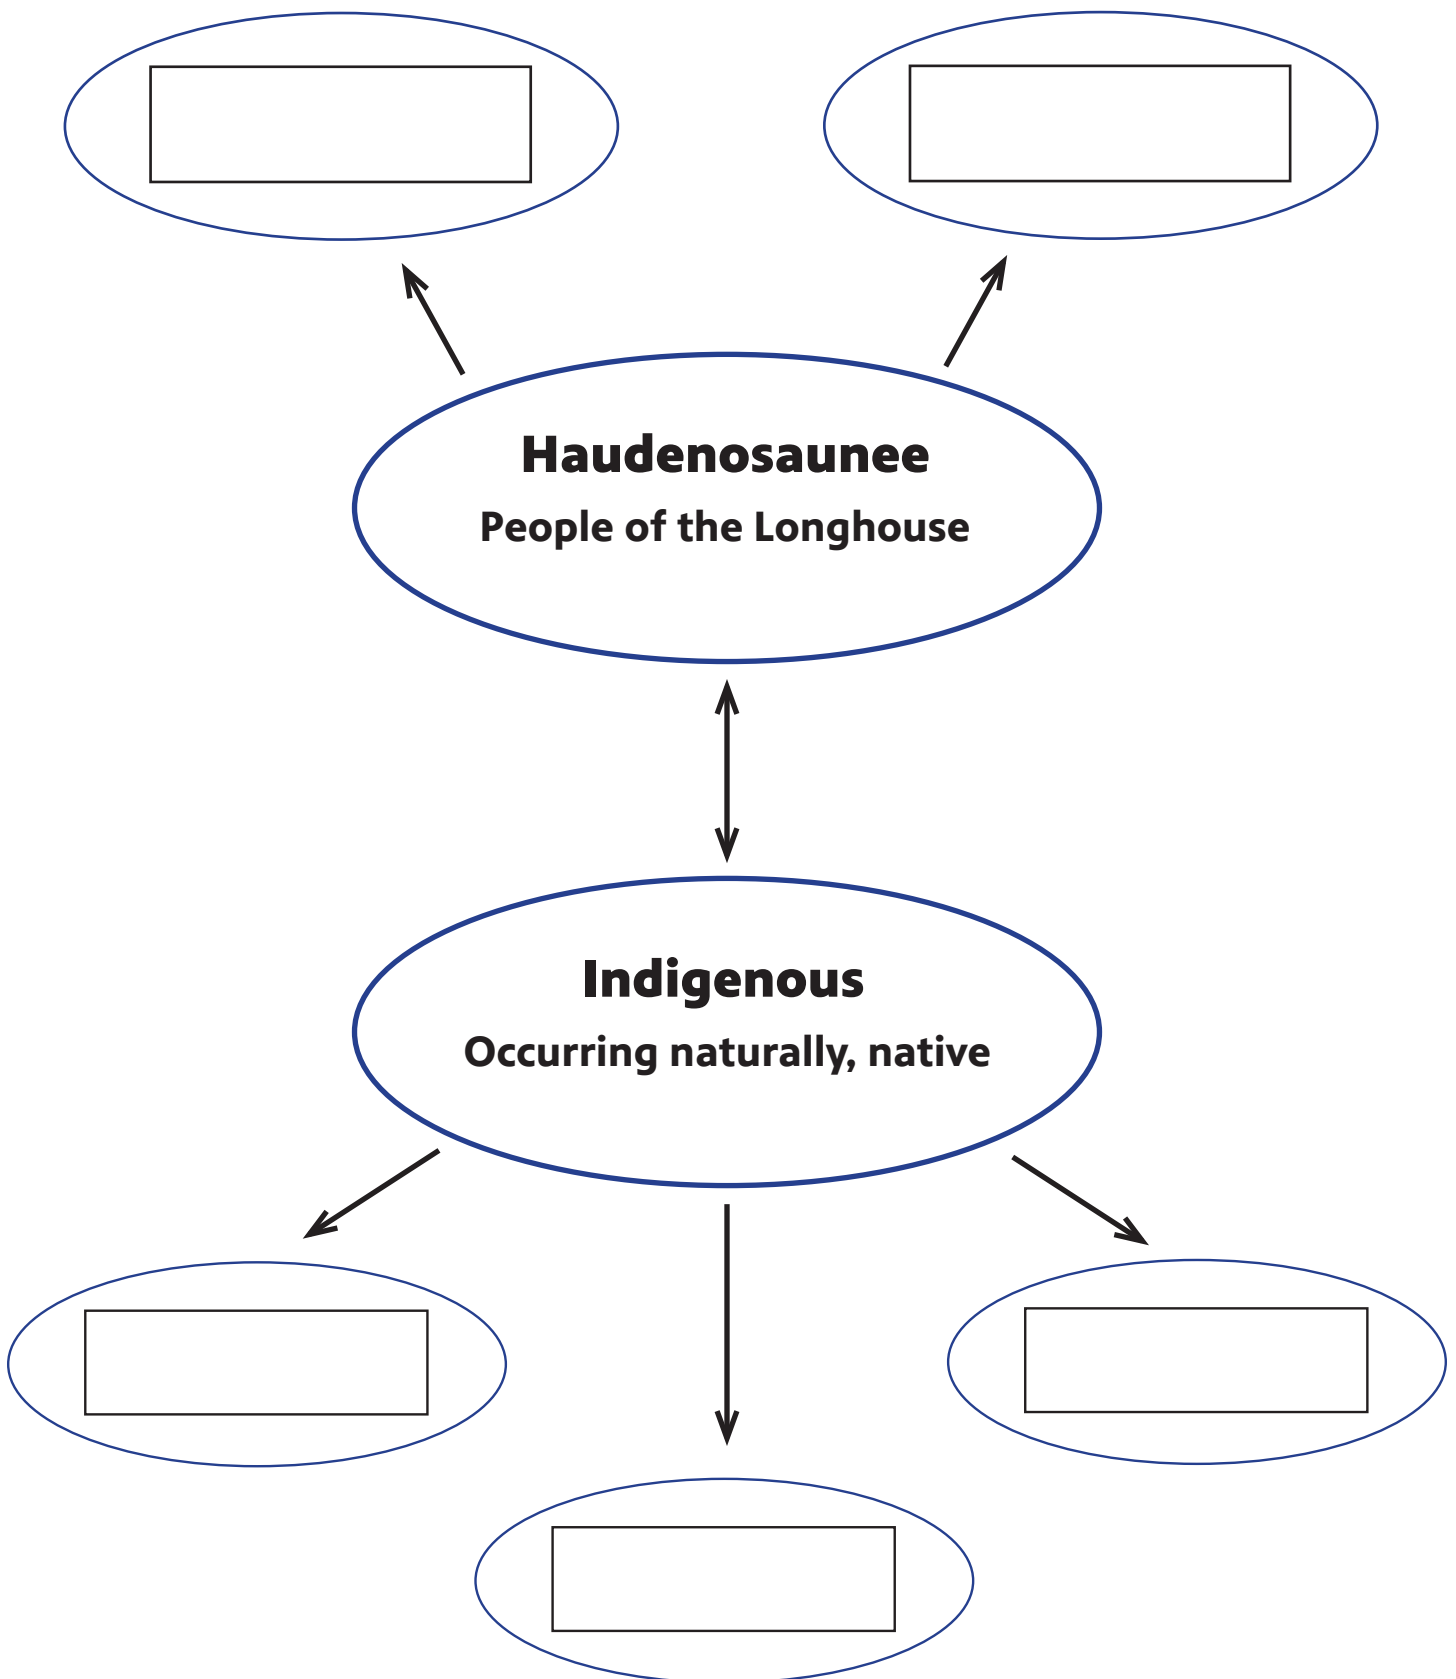 Haudenosaunee
People of the Longhouse
Indigenous
Occurring naturally, native